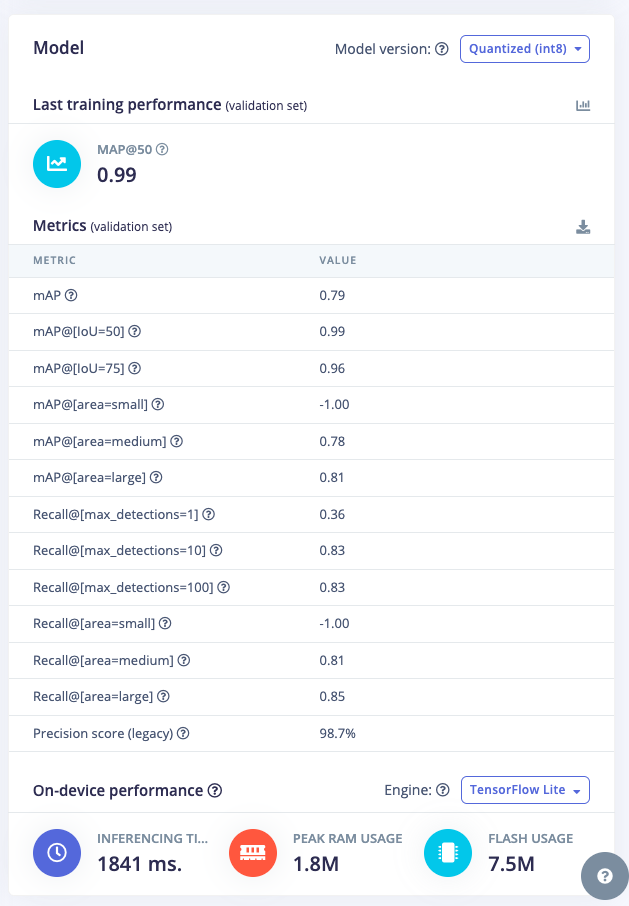 Model
Model version: Quantized (int8)
Last training performance (validation set)
MAP@50
0.99
Metrics (validation set)
METRIC VALUE
mAP 0.79
mAP@[IoU=50] 0.99
mAP@[IoU=75] 0.96
mAP@[area=small] -1.00
mAP@[area=medium] 0.78
mAP@[area=large] 0.81
Recall@[max_detections=1] 0.36
Recall@[max_detections=10] 0.83
Recall@[max_detections=100] 0.83
Recall@[area=small] -1.00
Recall@[area=medium] 0.81
Recall@[area=large] 0.85
Precision score (legacy) 98.7%
On-device performance
Engine: TensorFlow Lite
INFERENCING TI... PEAK RAM USAGE FLASH USAGE
1841 ms. 1.8M 7.5M